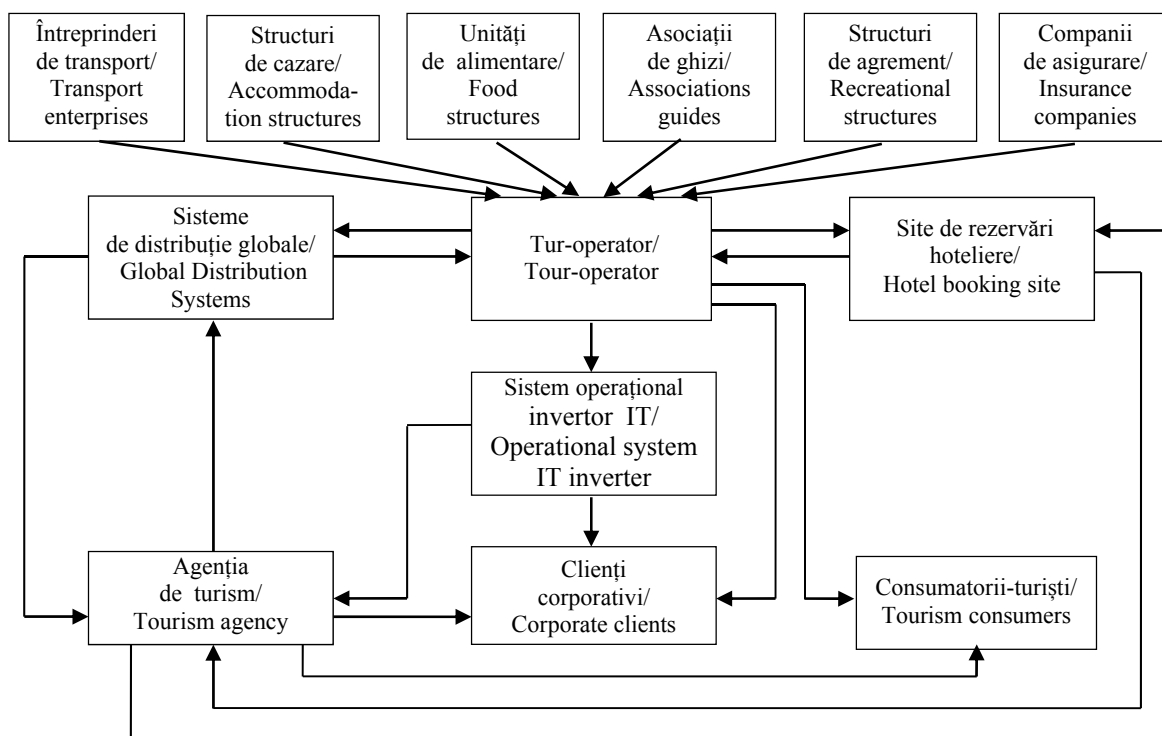 Întreprinderi
de transport/
Transport
enterprises
Structuri
de cazare/
Accommoda-
tion structures
Unități
de alimentare/
Food
structures
Asociații
de ghizi/
Associations
guides
Structuri
de agrement/
Recreational
structures
Companii
de asigurare/
Insurance
companies
Sisteme
de distribuție globale/
Global Distribution
Systems
Tur-operator/
Tour-operator
Site de rezervări
hoteliere/
Hotel booking site
Sistem operațional
invertor IT/
Operational system
IT inverter
Agenția
de turism/
Tourism agency
Clienți
corporativi/
Corporate clients
Consumatorii-turiști/
Tourism consumers